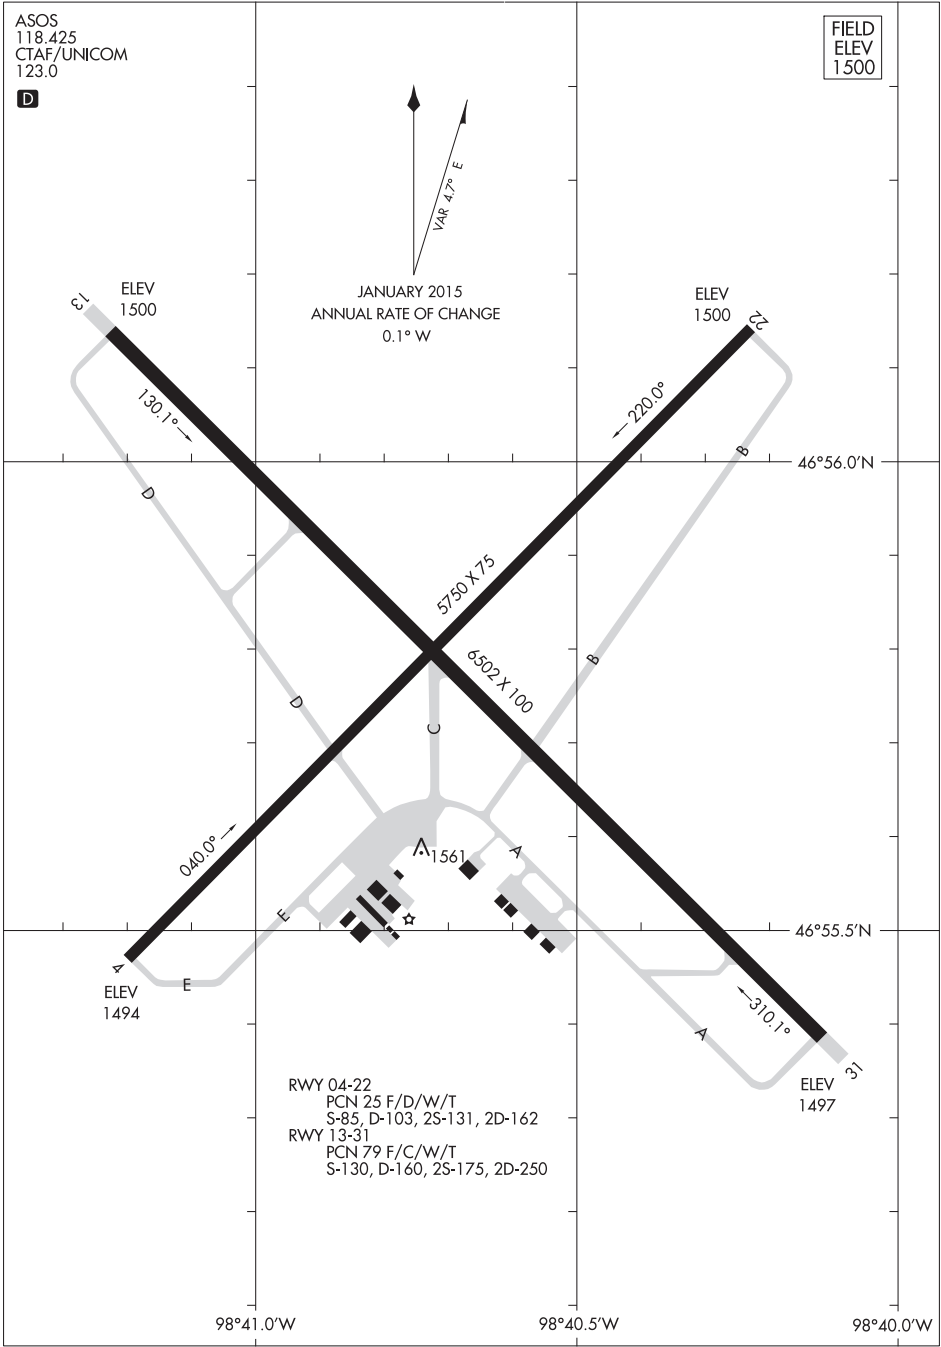 ASOS
118.425
CTAF/UNICOM
123.0
D
FIELD
ELEV
1500
VAR 4.7° E
JANUARY 2015
ANNUAL RATE OF CHANGE
0.1° W
13
ELEV
1500
ELEV
1500
22
130.1°
220.0°
B
46°56.0'N
D
5750 X 75
6502 X 100
B
D
C
040.0°
A
1561
E
46°55.5'N
4
E
ELEV
1494
310.1°
A
31
ELEV
1497
RWY 04-22
PCN 25 F/D/W/T
S-85, D-103, 2S-131, 2D-162
RWY 13-31
PCN 79 F/C/W/T
S-130, D-160, 2S-175, 2D-250
98°41.0'W
98°40.5'W
98°40.0'W